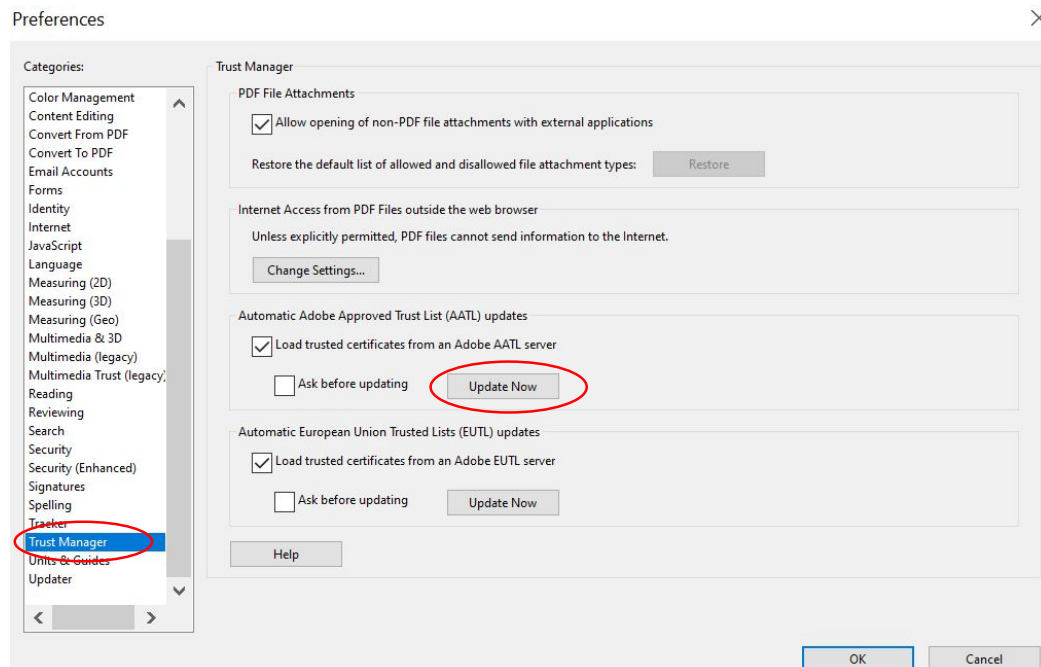 Preferences
Categories:
Color Management
Content Editing
Convert From PDF
Convert To PDF
Email Accounts
Forms
Identity
Internet
JavaScript
Language
Measuring (2D)
Measuring (3D)
Measuring (Geo)
Multimedia & 3D
Multimedia (legacy)
Multimedia Trust (legacy)
Reading
Reviewing
Search
Security
Security (Enhanced)
Signatures
Spelling
Tracker
Trust Manager
Units & Guides
Updater
Trust Manager
PDF File Attachments
Allow opening of non-PDF file attachments with external applications
Restore the default list of allowed and disallowed file attachment types: Restore
Internet Access from PDF Files outside the web browser
Unless explicitly permitted, PDF files cannot send information to the Internet.
Change Settings...
Automatic Adobe Approved Trust List (AATL) updates
Load trusted certificates from an Adobe AATL server
Ask before updating Update Now
Automatic European Union Trusted Lists (EUTL) updates
Load trusted certificates from an Adobe EUTL server
Ask before updating Update Now
Help
OK Cancel